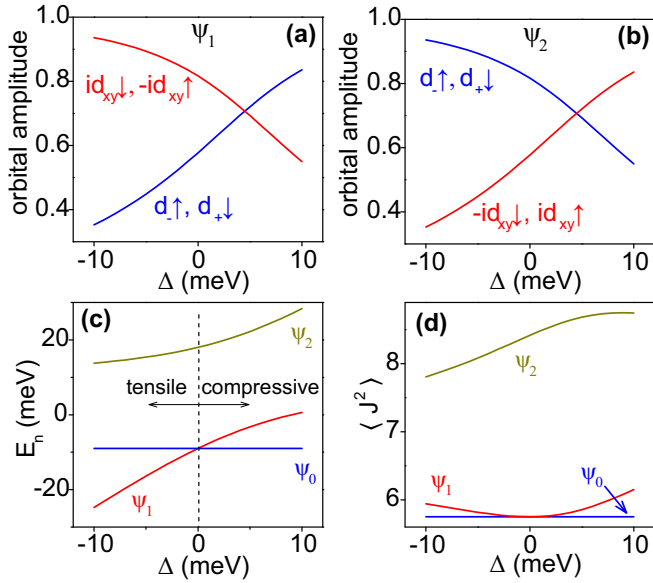 ψ₁
(a)
orbital amplitude
1.0
0.8
0.6
0.4
id_xy↓, -id_xy↑
d_-↑, d_+↓
-10
0
10
Δ (meV)
ψ₂
(b)
orbital amplitude
1.0
0.8
0.6
0.4
d_-↑, d_+↓
-id_xy↓, id_xy↑
-10
0
10
Δ (meV)
(c)
E_n (meV)
20
0
-20
ψ₂
tensile
compressive
ψ₀
ψ₁
-10
0
10
Δ (meV)
(d)
⟨ J² ⟩
8
7
6
ψ₂
ψ₁
ψ₀
-10
0
10
Δ (meV)